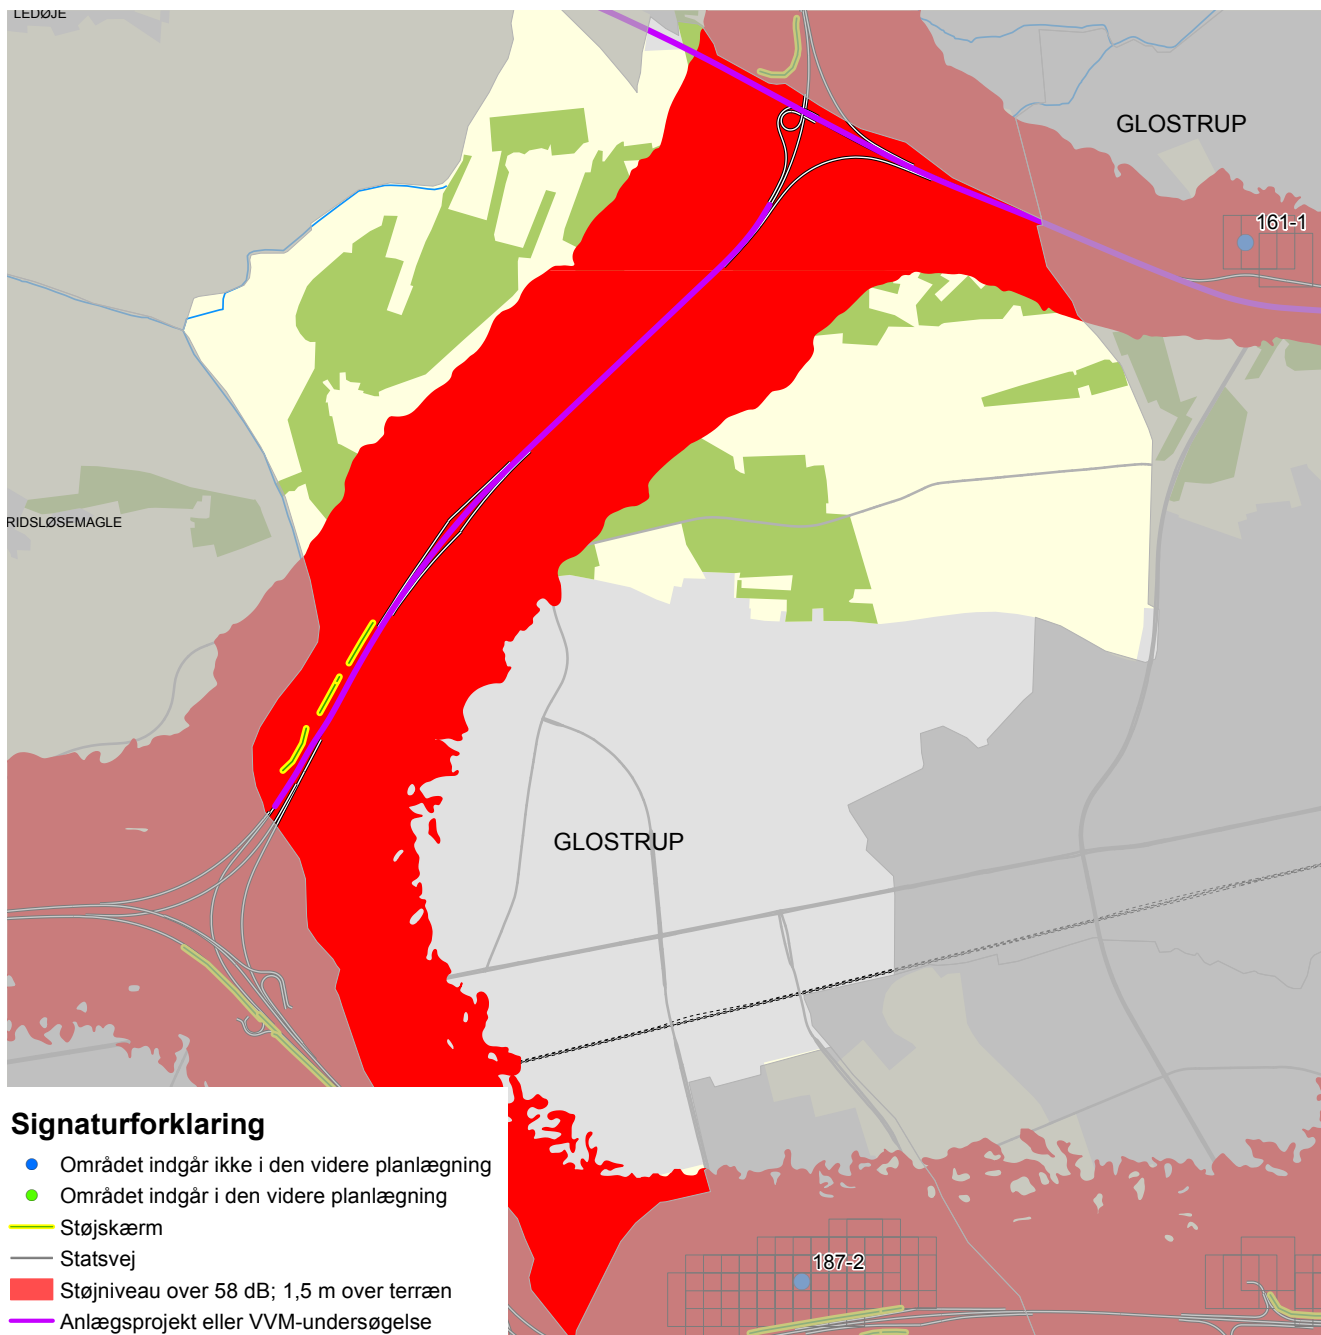 LEDØJE
GLOSTRUP
161-1
RIDSLØSEMAGLE
GLOSTRUP
187-2
Signaturforklaring
Området indgår ikke i den videre planlægning
Området indgår i den videre planlægning
Støjskærm
Statsvej
Støjniveau over 58 dB; 1,5 m over terræn
Anlægsprojekt eller VVM-undersøgelse